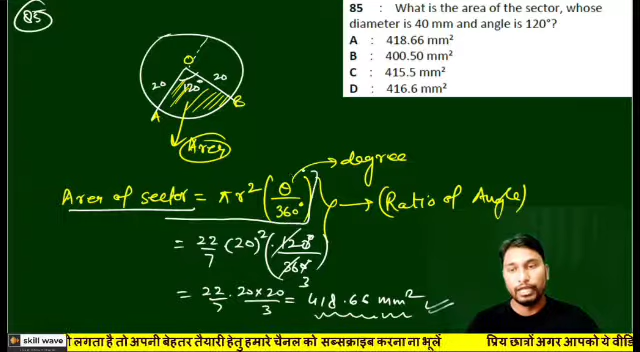 Q5
85 : What is the area of the sector, whose
diameter is 40 mm and angle is 120°?
A : 418.66 mm²
B : 400.50 mm²
C : 415.5 mm²
D : 416.6 mm²
O
20
120°
20
A
B
Area
degree
Area of sector = πr² (θ/360°) → (Ratio of Angle)
= 22/7 (20)² (120°/360°) 3
= 22/7 · 20×20/3 = 418.66 mm²
skill wave
लगता है तो अपनी बेहतर तैयारी हेतु हमारे चैनल को सब्सक्राइब करना ना भूलें प्रिय छात्रों अगर आपको ये